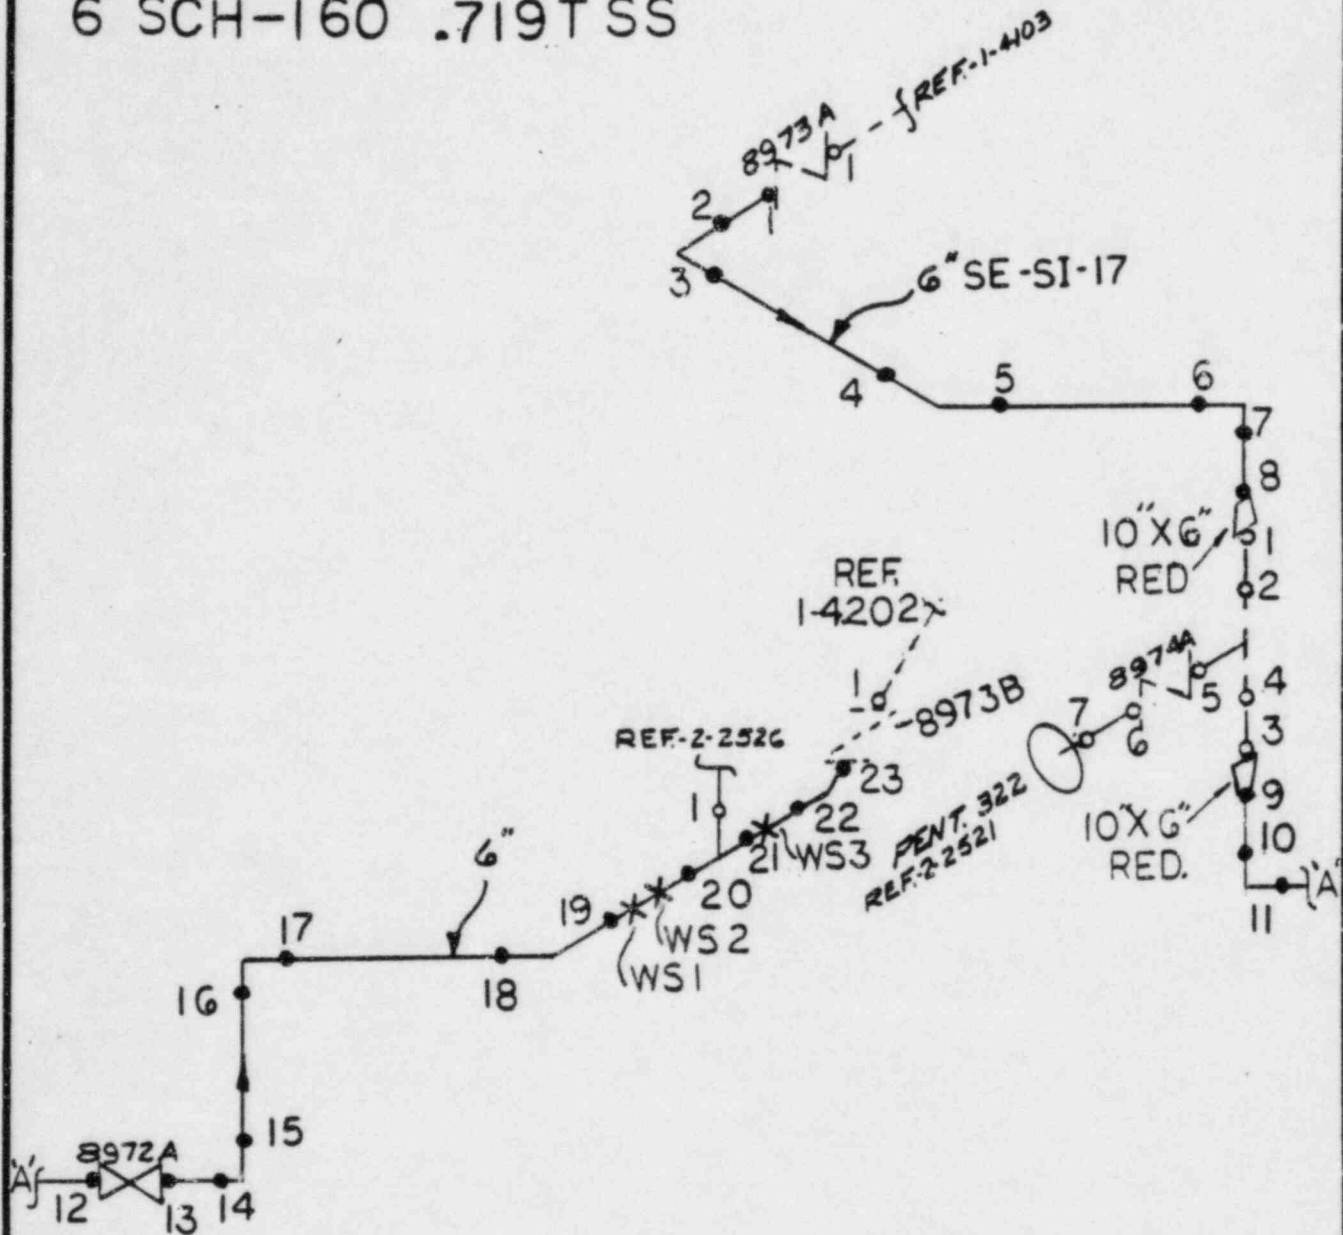 6 SCH-160 .719T SS
REF.-1-4103
8973A
1
2
1
3
6" SE-SI-17
4
5
6
7
8
10" X 6"
RED
1
2
REF.
1-4202
8974A
1
8973B
5
4
7
6
3
REF.-2-2526
23
1
22
9
PENT. 322
REF.-2-2521
10" X 6"
RED.
10
21
WS3
6"
20
'A'
19
WS2
11
17
WS1
16
18
15
8972A
'A'
12
13
14